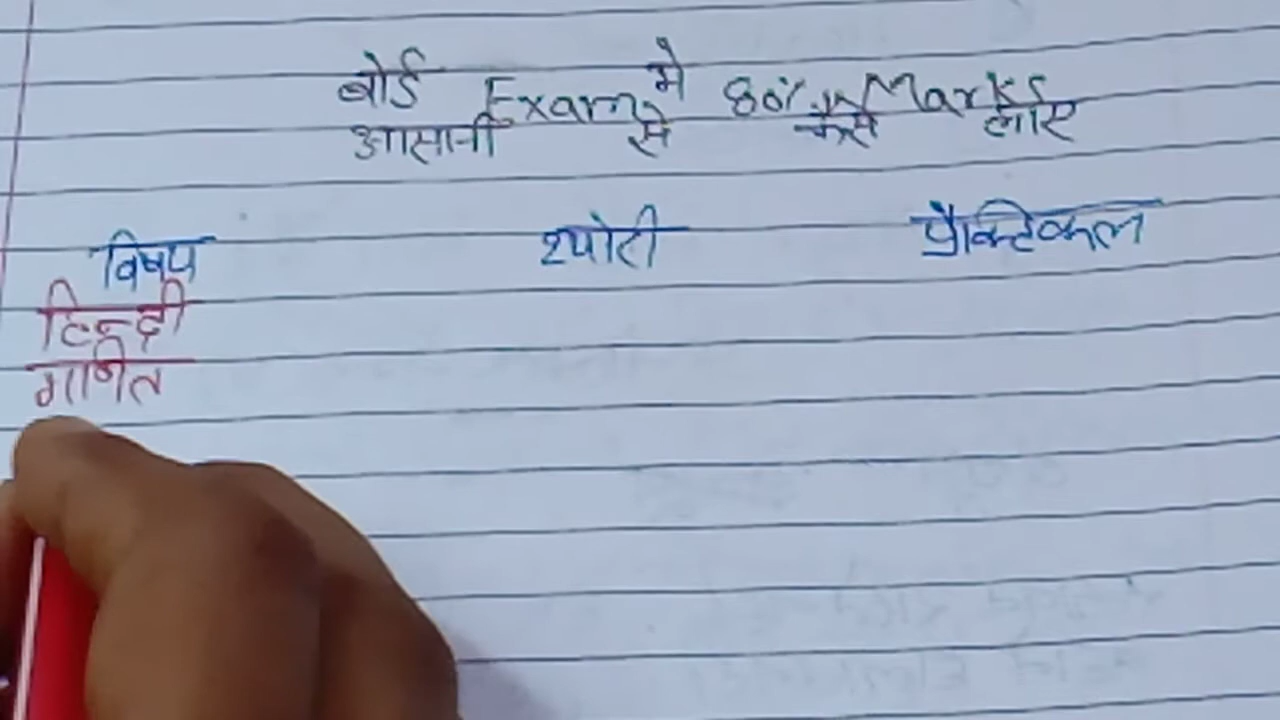 बोर्ड Exam मे 80% Marks
आसानी से कैसे लाए
विषय थ्योरी प्रैक्टिकल
हिन्दी
गणित